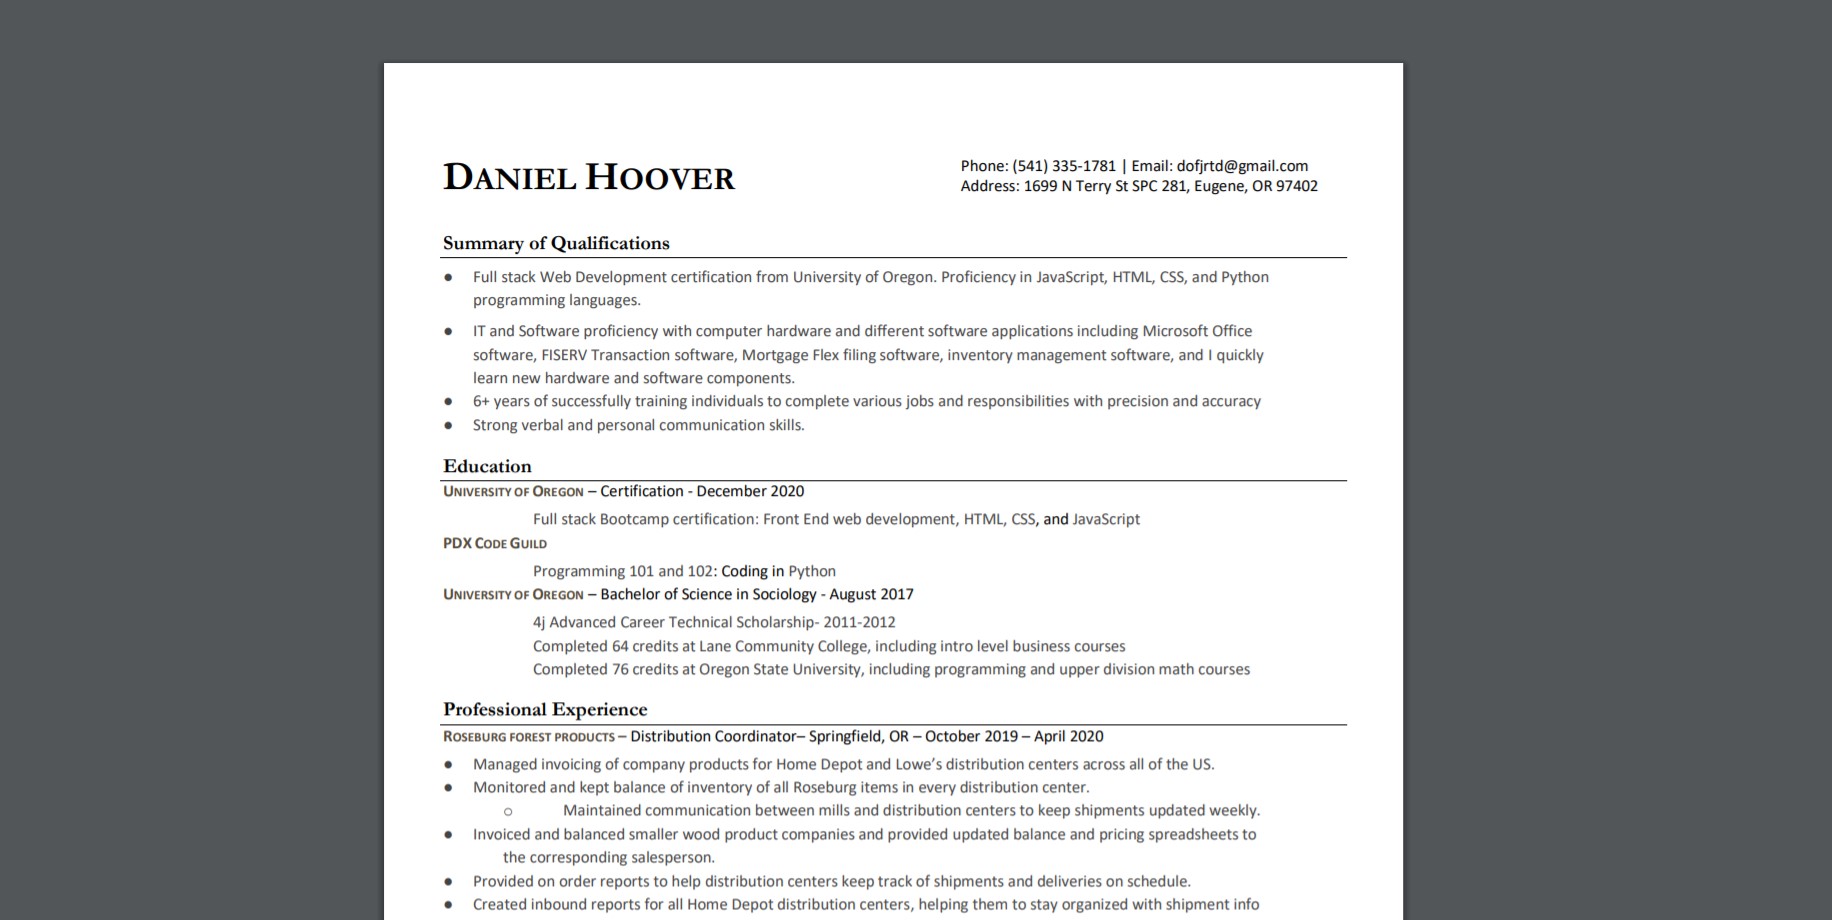 DANIEL HOOVER
Phone: (541) 335-1781 | Email: dofjrtd@gmail.com
Address: 1699 N Terry St SPC 281, Eugene, OR 97402
Summary of Qualifications
● Full stack Web Development certification from University of Oregon. Proficiency in JavaScript, HTML, CSS, and Python
programming languages.
● IT and Software proficiency with computer hardware and different software applications including Microsoft Office
software, FISERV Transaction software, Mortgage Flex filing software, inventory management software, and I quickly
learn new hardware and software components.
● 6+ years of successfully training individuals to complete various jobs and responsibilities with precision and accuracy
● Strong verbal and personal communication skills.
Education
UNIVERSITY OF OREGON – Certification - December 2020
Full stack Bootcamp certification: Front End web development, HTML, CSS, and JavaScript
PDX CODE GUILD
Programming 101 and 102: Coding in Python
UNIVERSITY OF OREGON – Bachelor of Science in Sociology - August 2017
4j Advanced Career Technical Scholarship- 2011-2012
Completed 64 credits at Lane Community College, including intro level business courses
Completed 76 credits at Oregon State University, including programming and upper division math courses
Professional Experience
ROSEBURG FOREST PRODUCTS – Distribution Coordinator– Springfield, OR – October 2019 – April 2020
● Managed invoicing of company products for Home Depot and Lowe’s distribution centers across all of the US.
● Monitored and kept balance of inventory of all Roseburg items in every distribution center.
○ Maintained communication between mills and distribution centers to keep shipments updated weekly.
● Invoiced and balanced smaller wood product companies and provided updated balance and pricing spreadsheets to
the corresponding salesperson.
● Provided on order reports to help distribution centers keep track of shipments and deliveries on schedule.
● Created inbound reports for all Home Depot distribution centers, helping them to stay organized with shipment info